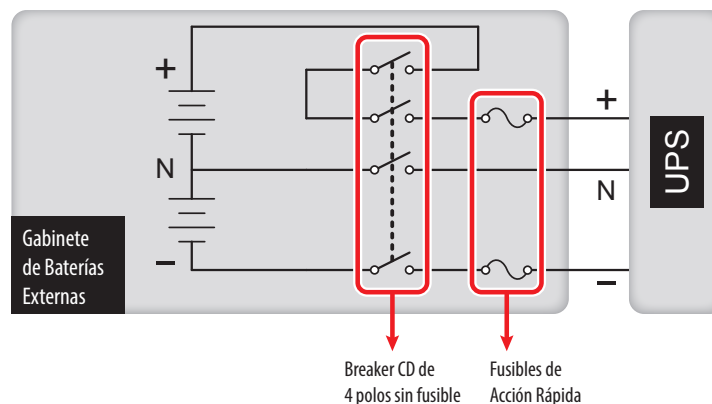 +
+
N
N
UPS
Gabinete
de Baterías
Externas
−
−
Breaker CD de
4 polos sin fusible
Fusibles de
Acción Rápida